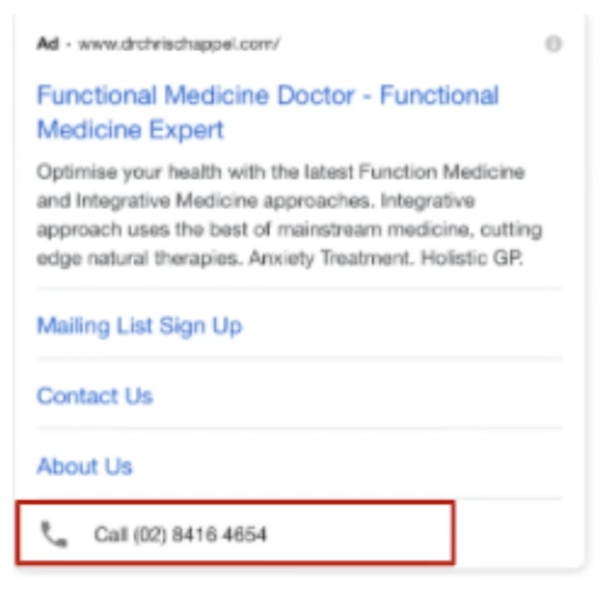 Ad · www.drchrischappel.com/
Functional Medicine Doctor - Functional
Medicine Expert
Optimise your health with the latest Function Medicine
and Integrative Medicine approaches. Integrative
approach uses the best of mainstream medicine, cutting
edge natural therapies. Anxiety Treatment. Holistic GP.
Mailing List Sign Up
Contact Us
About Us
Call (02) 8416 4654